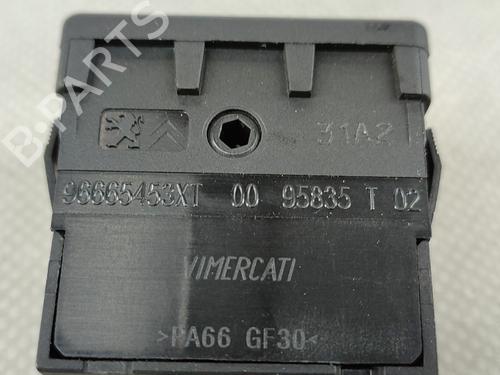 B-PARTS
31A2
96665453XT 00 95835 T 02
VIMERCATI
>PA66 GF30<